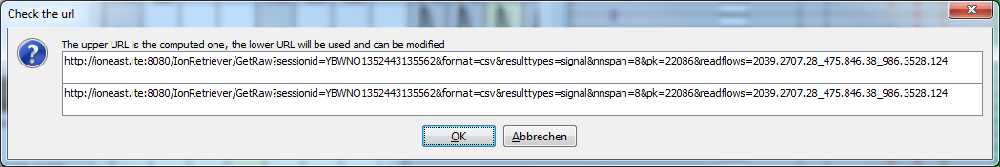 Check the url
The upper URL is the computed one, the lower URL will be used and can be modified
http://ioneast.ite:8080/IonRetriever/GetRaw?sessionid=YBWNO1352443135562&format=csv&resulttypes=signal&nnspan=8&pk=22086&readflows=2039.2707.28_475.846.38_986.3528.124
http://ioneast.ite:8080/IonRetriever/GetRaw?sessionid=YBWNO1352443135562&format=csv&resulttypes=signal&nnspan=8&pk=22086&readflows=2039.2707.28_475.846.38_986.3528.124
OK Abbrechen